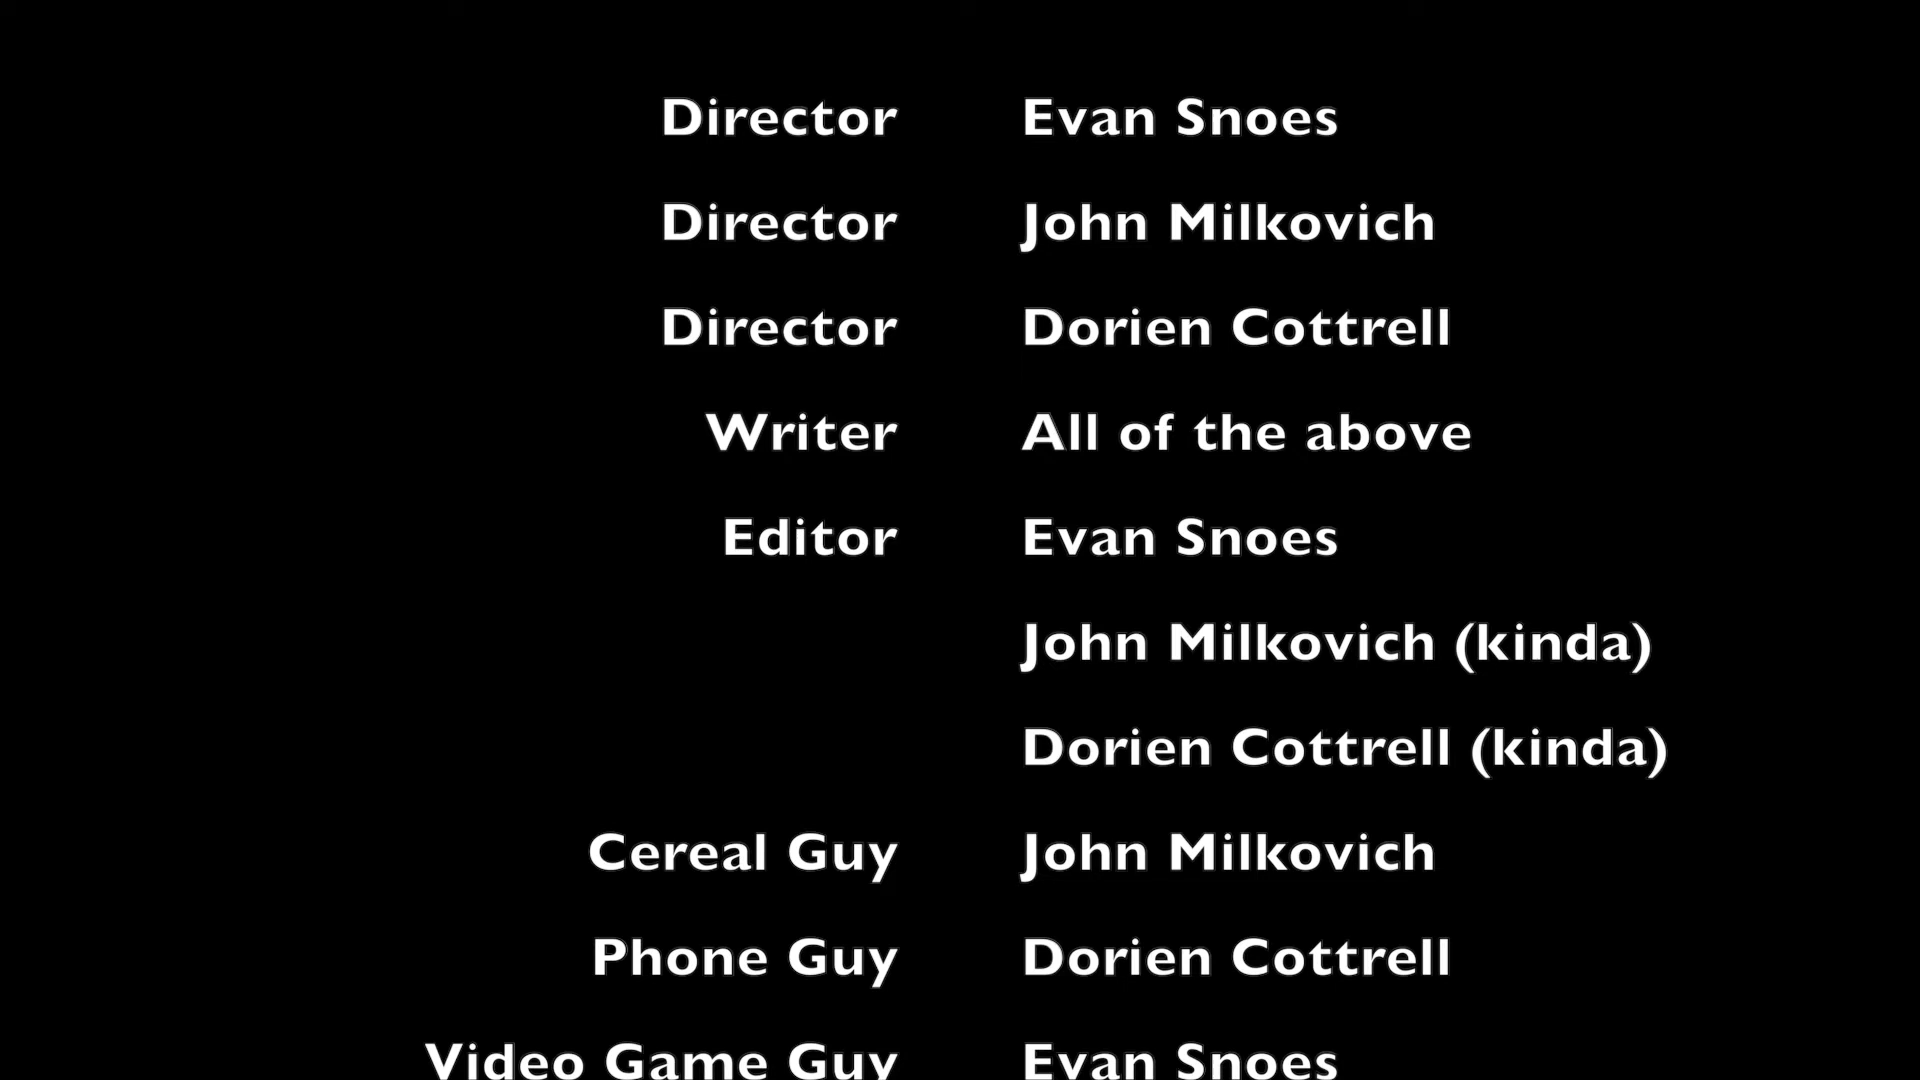 Director Evan Snoes
Director John Milkovich
Director Dorien Cottrell
Writer All of the above
Editor Evan Snoes
John Milkovich (kinda)
Dorien Cottrell (kinda)
Cereal Guy John Milkovich
Phone Guy Dorien Cottrell
Video Game Guy Evan Snoes